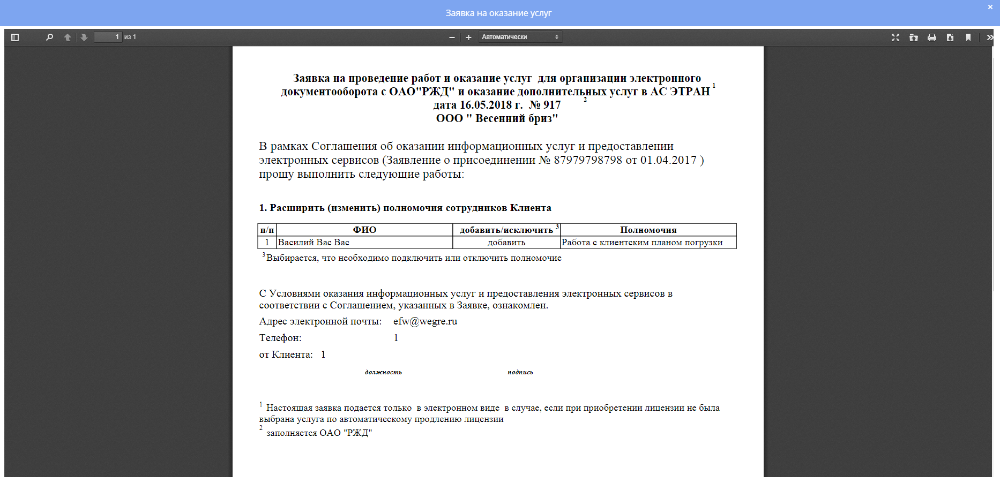 Заявка на оказание услуг
×
1 из 1
Автоматически
Заявка на проведение работ и оказание услуг для организации электронного
документооборота с ОАО"РЖД" и оказание дополнительных услуг в АС ЭТРАН 1
дата 16.05.2018 г. № 917 2
ООО " Весенний бриз"
В рамках Соглашения об оказании информационных услуг и предоставлении
электронных сервисов (Заявление о присоединении № 87979798798 от 01.04.2017 )
прошу выполнить следующие работы:
1. Расширить (изменить) полномочия сотрудников Клиента
п/п ФИО добавить/исключить 3 Полномочия
1 Василий Вас Вас добавить Работа с клиентским планом погрузки
3 Выбирается, что необходимо подключить или отключить полномочие
С Условиями оказания информационных услуг и предоставления электронных сервисов в
соответствии с Соглашением, указанных в Заявке, ознакомлен.
Адрес электронной почты: efw@wegre.ru
Телефон: 1
от Клиента: 1
должность подпись
1 Настоящая заявка подается только в электронном виде в случае, если при приобретении лицензии не была
выбрана услуга по автоматическому продлению лицензии
2 заполняется ОАО "РЖД"